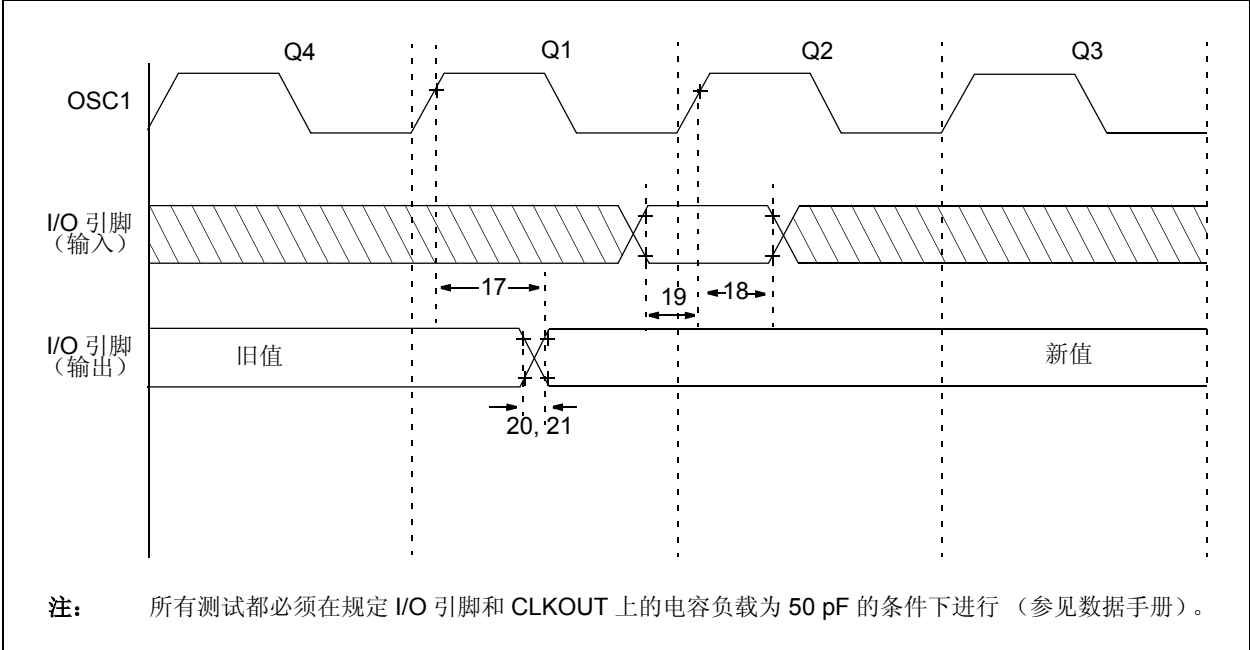 Q4 Q1 Q2 Q3
OSC1
I/O 引脚
（输入）
17
19
18
I/O 引脚
（输出）
旧值
新值
20, 21
注： 所有测试都必须在规定 I/O 引脚和 CLKOUT 上的电容负载为 50 pF 的条件下进行 （参见数据手册）。